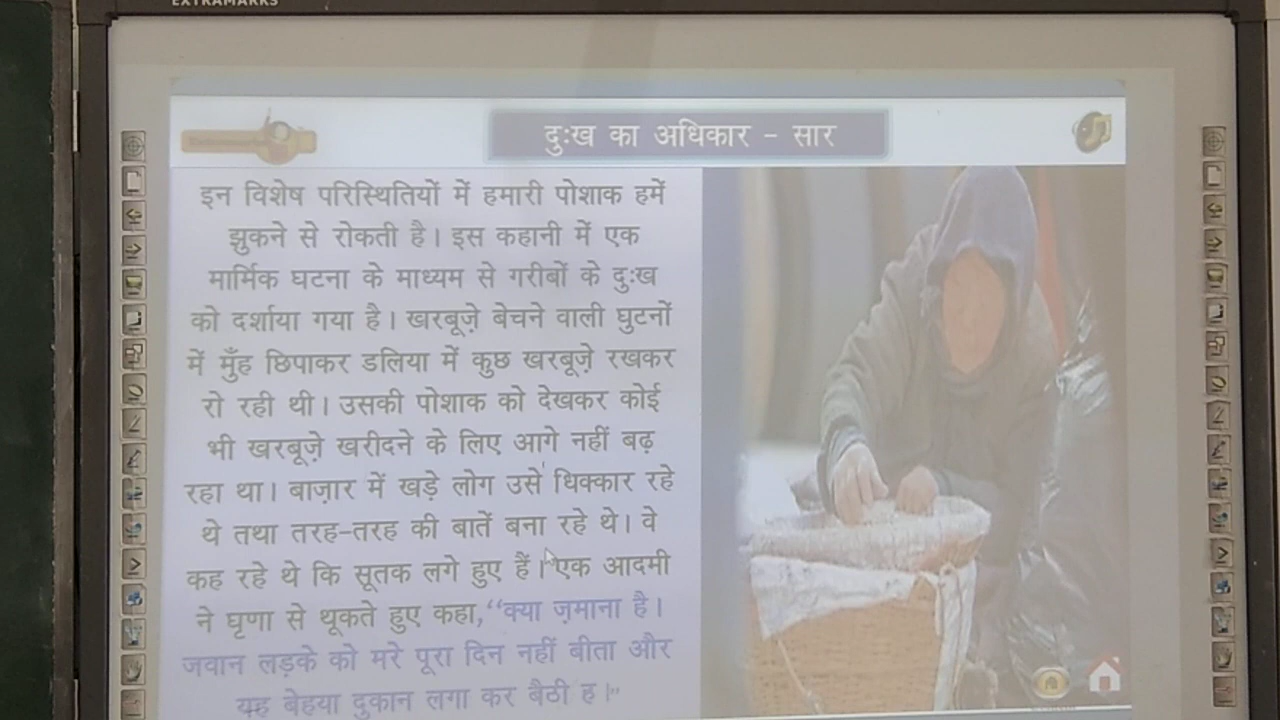 EXTRAMARKS
दुःख का अधिकार – सार
इन विशेष परिस्थितियों में हमारी पोशाक हमें
झुकने से रोकती है। इस कहानी में एक
मार्मिक घटना के माध्यम से गरीबों के दुःख
को दर्शाया गया है। खरबूज़े बेचने वाली घुटनों
में मुँह छिपाकर डलिया में कुछ खरबूज़े रखकर
रो रही थी। उसकी पोशाक को देखकर कोई
भी खरबूज़े खरीदने के लिए आगे नहीं बढ़
रहा था। बाज़ार में खड़े लोग उसे धिक्कार रहे
थे तथा तरह-तरह की बातें बना रहे थे। वे
कह रहे थे कि सूतक लगे हुए हैं। एक आदमी
ने घृणा से थूकते हुए कहा, “क्या ज़माना है।
जवान लड़के को मरे पूरा दिन नहीं बीता और
यह बेहया दुकान लगा कर बैठी ह।”